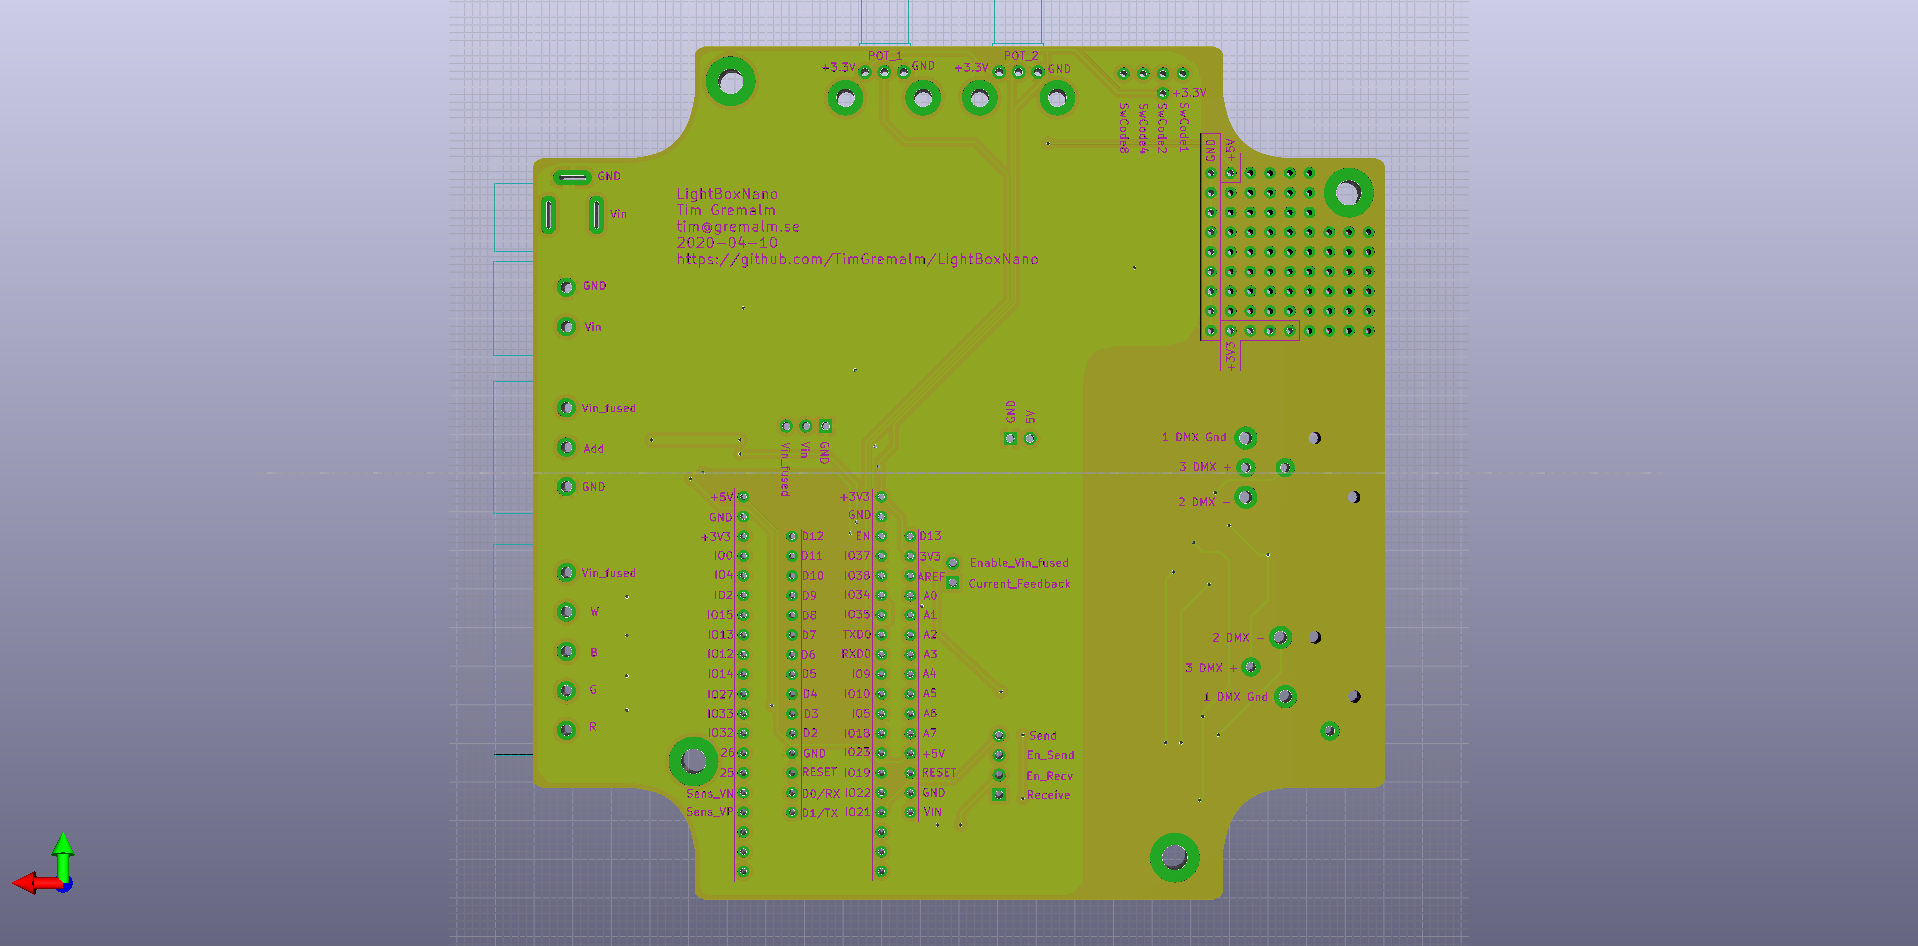 POT_1
POT_2
+3.3V
GND
+3.3V
GND
+3.3V
SwCode8
SwCode4
SwCode2
SwCode1
GND
+5V
GND
Vin
LightBoxNano
Tim Gremalm
tim@gremalm.se
2020-04-10
https://github.com/TimGremalm/LightBoxNano
GND
Vin
+3V3
Vin_fused
Add
GND
Vin_fused
Vin
GND
GND
5V
1 DMX Gnd
3 DMX +
2 DMX -
+5V
GND
+3V3
IO0
IO4
IO2
IO15
IO13
IO12
IO14
IO27
IO33
IO32
26
25
Sens_VN
Sens_VP
D12
D11
D10
D9
D8
D7
D6
D5
D4
D3
D2
GND
RESET
D0/RX
D1/TX
+3V3
GND
EN
IO37
IO38
IO34
IO35
TXD0
RXD0
IO9
IO10
IO5
IO18
IO23
IO19
IO22
IO21
D13
3V3
AREF
A0
A1
A2
A3
A4
A5
A6
A7
+5V
RESET
GND
VIN
Enable_Vin_fused
Current_Feedback
Vin_fused
W
B
G
R
2 DMX -
3 DMX +
1 DMX Gnd
Send
En_Send
En_Recv
Receive